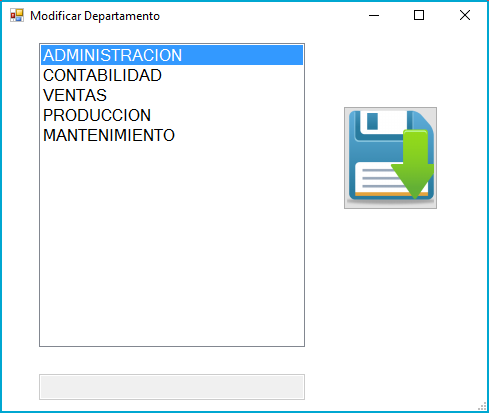 Modificar Departamento
ADMINISTRACION
CONTABILIDAD
VENTAS
PRODUCCION
MANTENIMIENTO